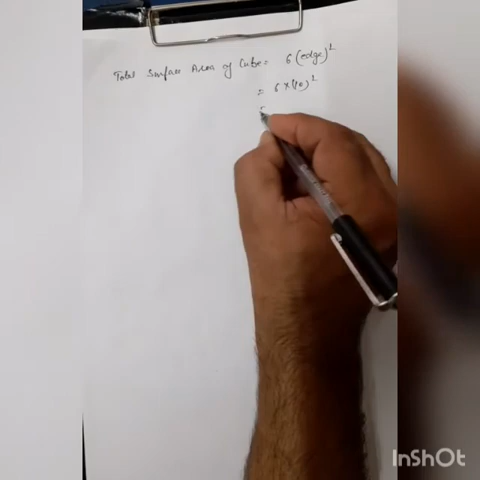 Total Surface Area of Cube = 6 (edge)²
= 6 × (10)²
=
InShOt